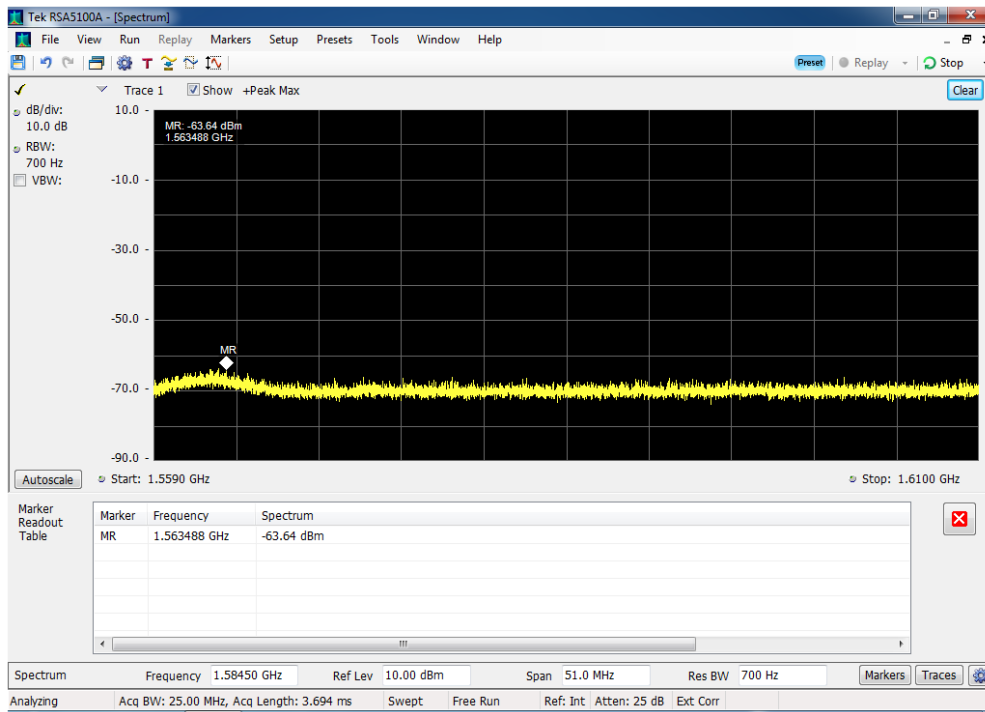 Tek RSA5100A - [Spectrum]
File View Run Replay Markers Setup Presets Tools Window Help
T Preset Replay Stop
Trace 1 Show +Peak Max Clear
dB/div:
10.0 dB
RBW:
700 Hz
VBW:
10.0
MR: -63.64 dBm
1.563488 GHz
-10.0
-30.0
-50.0
MR
-70.0
-90.0
Autoscale Start: 1.5590 GHz Stop: 1.6100 GHz
Marker
Readout
Table
Marker Frequency Spectrum
MR 1.563488 GHz -63.64 dBm
Spectrum Frequency 1.58450 GHz Ref Lev 10.00 dBm Span 51.0 MHz Res BW 700 Hz Markers Traces
Analyzing Acq BW: 25.00 MHz, Acq Length: 3.694 ms Swept Free Run Ref: Int Atten: 25 dB Ext Corr